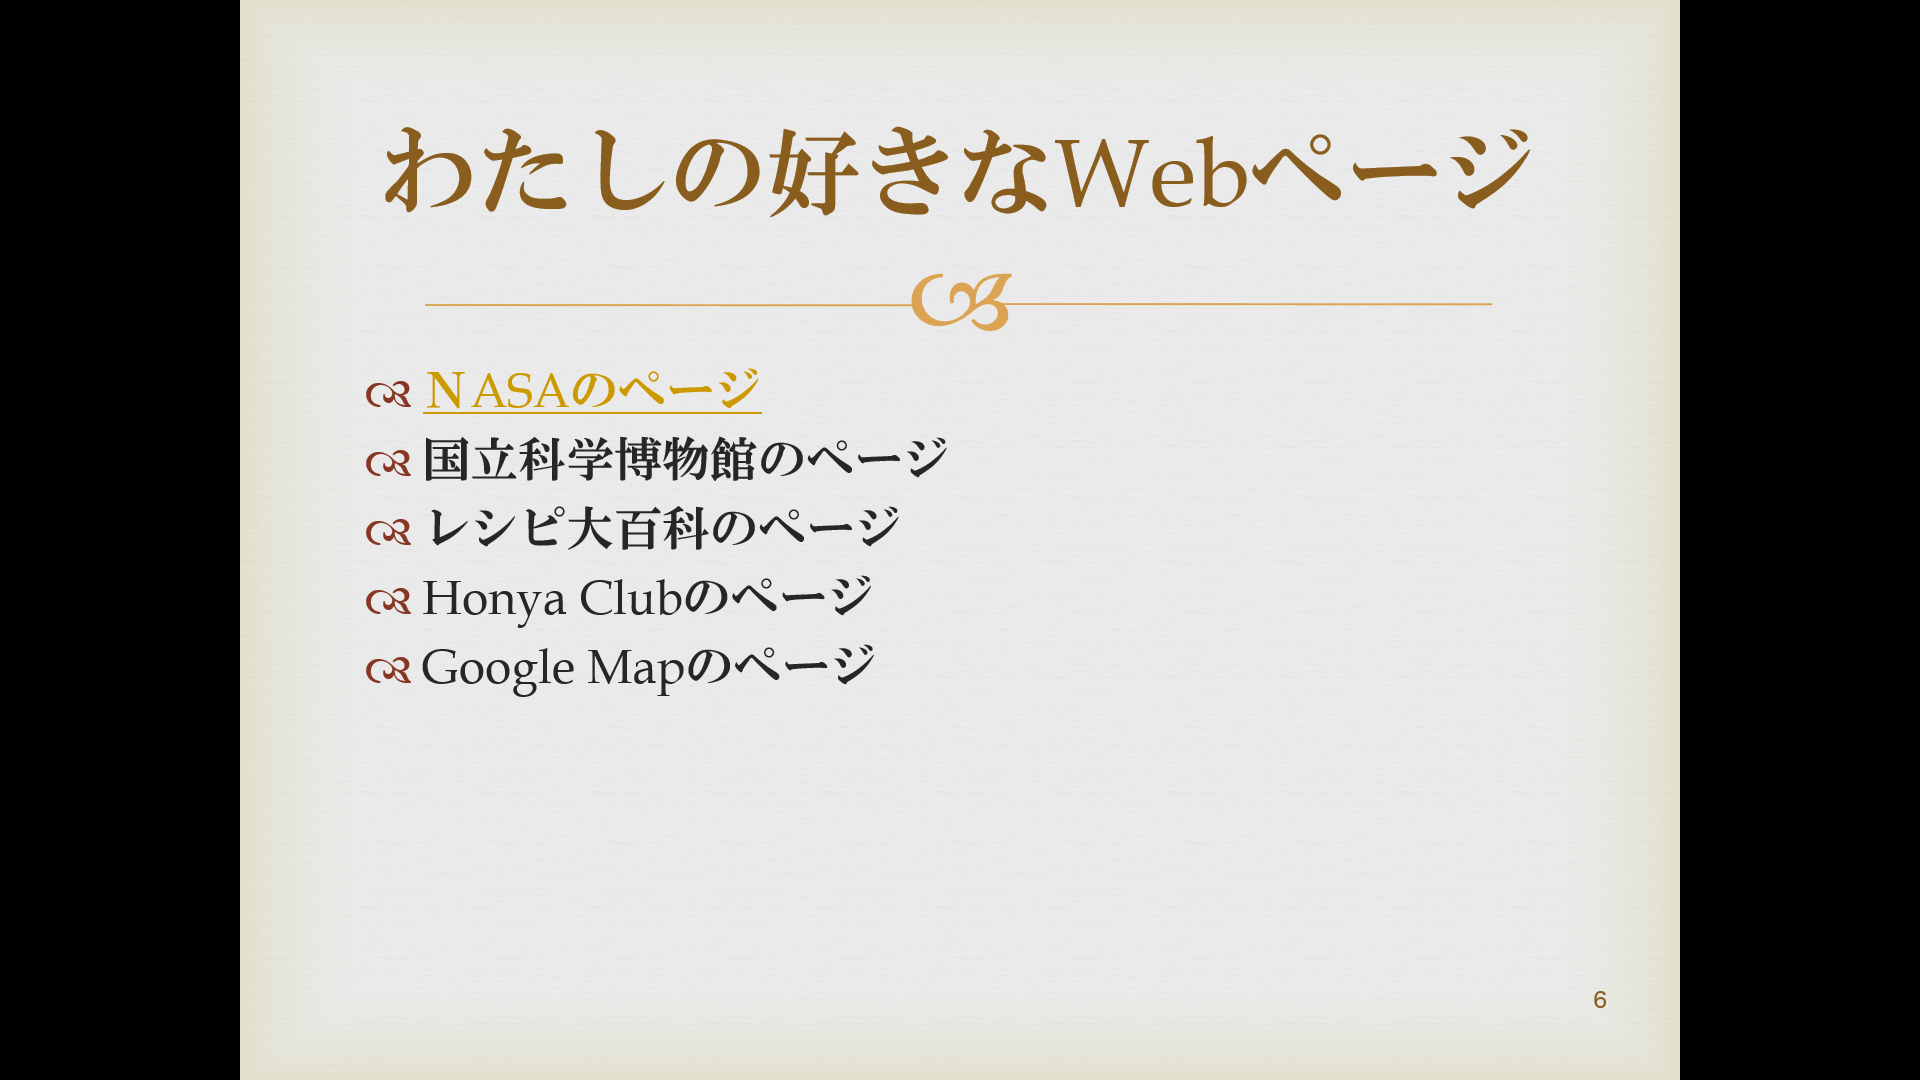 わたしの好きなWebページ
ＮASAのページ
国立科学博物館のページ
レシピ大百科のページ
Honya Clubのページ
Google Mapのページ
6